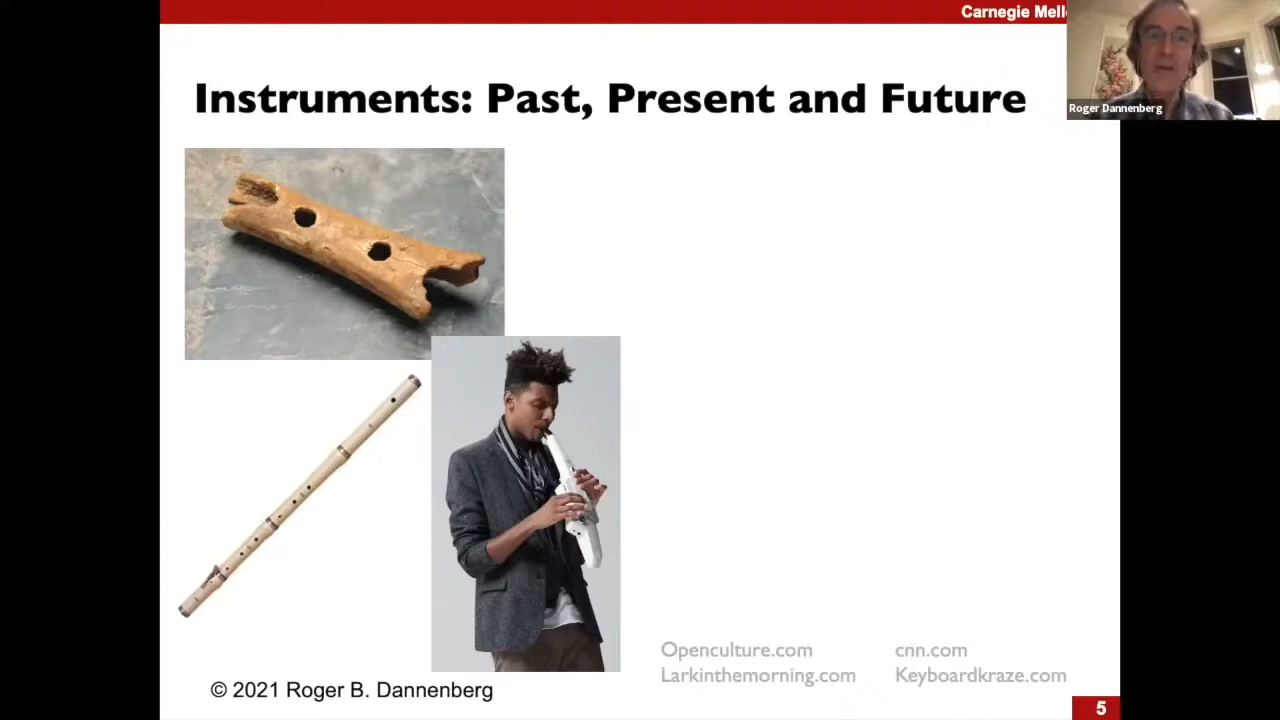 Carnegie Mell
Roger Dannenberg
Instruments: Past, Present and Future
Openculture.com
cnn.com
Larkinthemorning.com
Keyboardkraze.com
© 2021 Roger B. Dannenberg
5